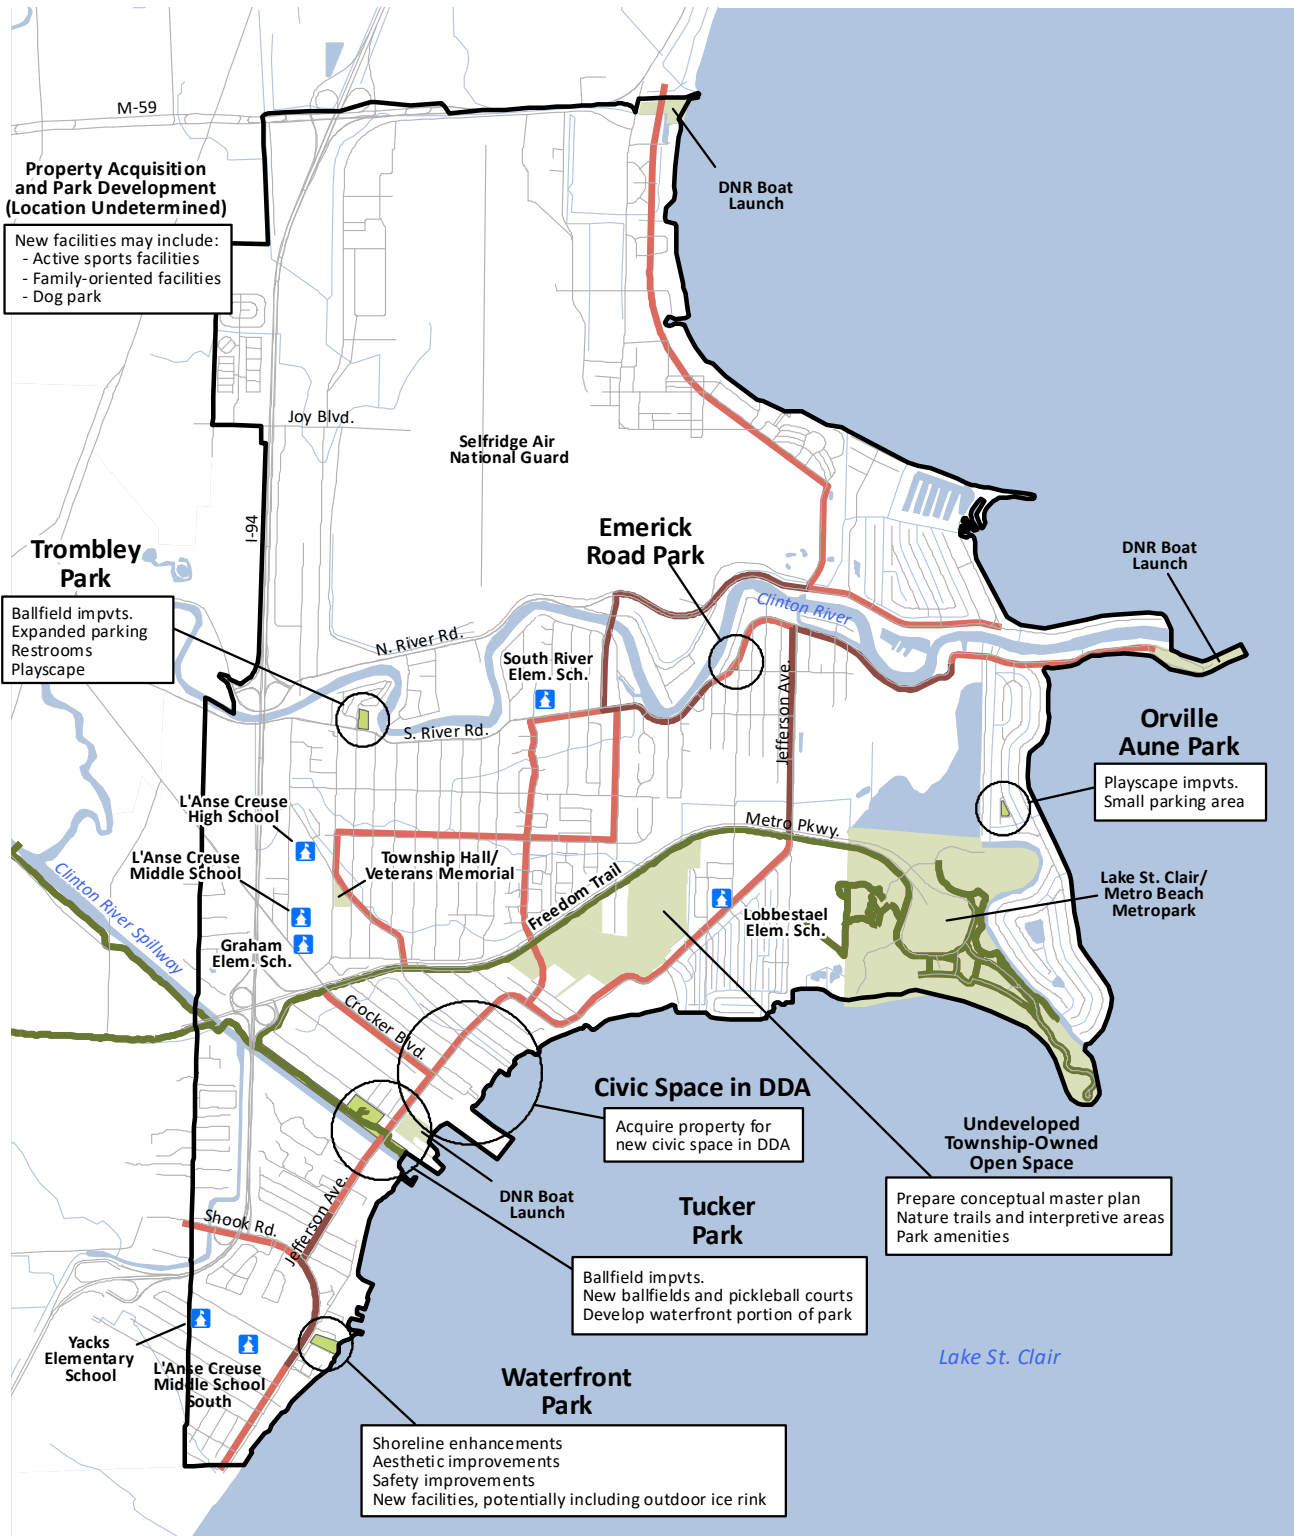 M-59
Property Acquisition
and Park Development
(Location Undetermined)
New facilities may include:
- Active sports facilities
- Family-oriented facilities
- Dog park
DNR Boat
Launch
Joy Blvd.
Selfridge Air
National Guard
I-94
Emerick
Road Park
Trombley
Park
Ballfield impvts.
Expanded parking
Restrooms
Playscape
DNR Boat
Launch
Clinton River
N. River Rd.
South River
Elem. Sch.
S. River Rd.
Jefferson Ave.
Orville
Aune Park
Playscape impvts.
Small parking area
L'Anse Creuse
High School
Metro Pkwy.
L'Anse Creuse
Middle School
Township Hall/
Veterans Memorial
Freedom Trail
Lake St. Clair/
Metro Beach
Metropark
Lobbestael
Elem. Sch.
Clinton River Spillway
Graham
Elem. Sch.
Crocker Blvd.
Civic Space in DDA
Acquire property for
new civic space in DDA
Undeveloped
Township-Owned
Open Space
Prepare conceptual master plan
Nature trails and interpretive areas
Park amenities
DNR Boat
Launch
Tucker
Park
Ballfield impvts.
New ballfields and pickleball courts
Develop waterfront portion of park
Shook Rd.
Jefferson Ave.
Yacks
Elementary
School
L'Anse Creuse
Middle School
South
Lake St. Clair
Waterfront
Park
Shoreline enhancements
Aesthetic improvements
Safety improvements
New facilities, potentially including outdoor ice rink